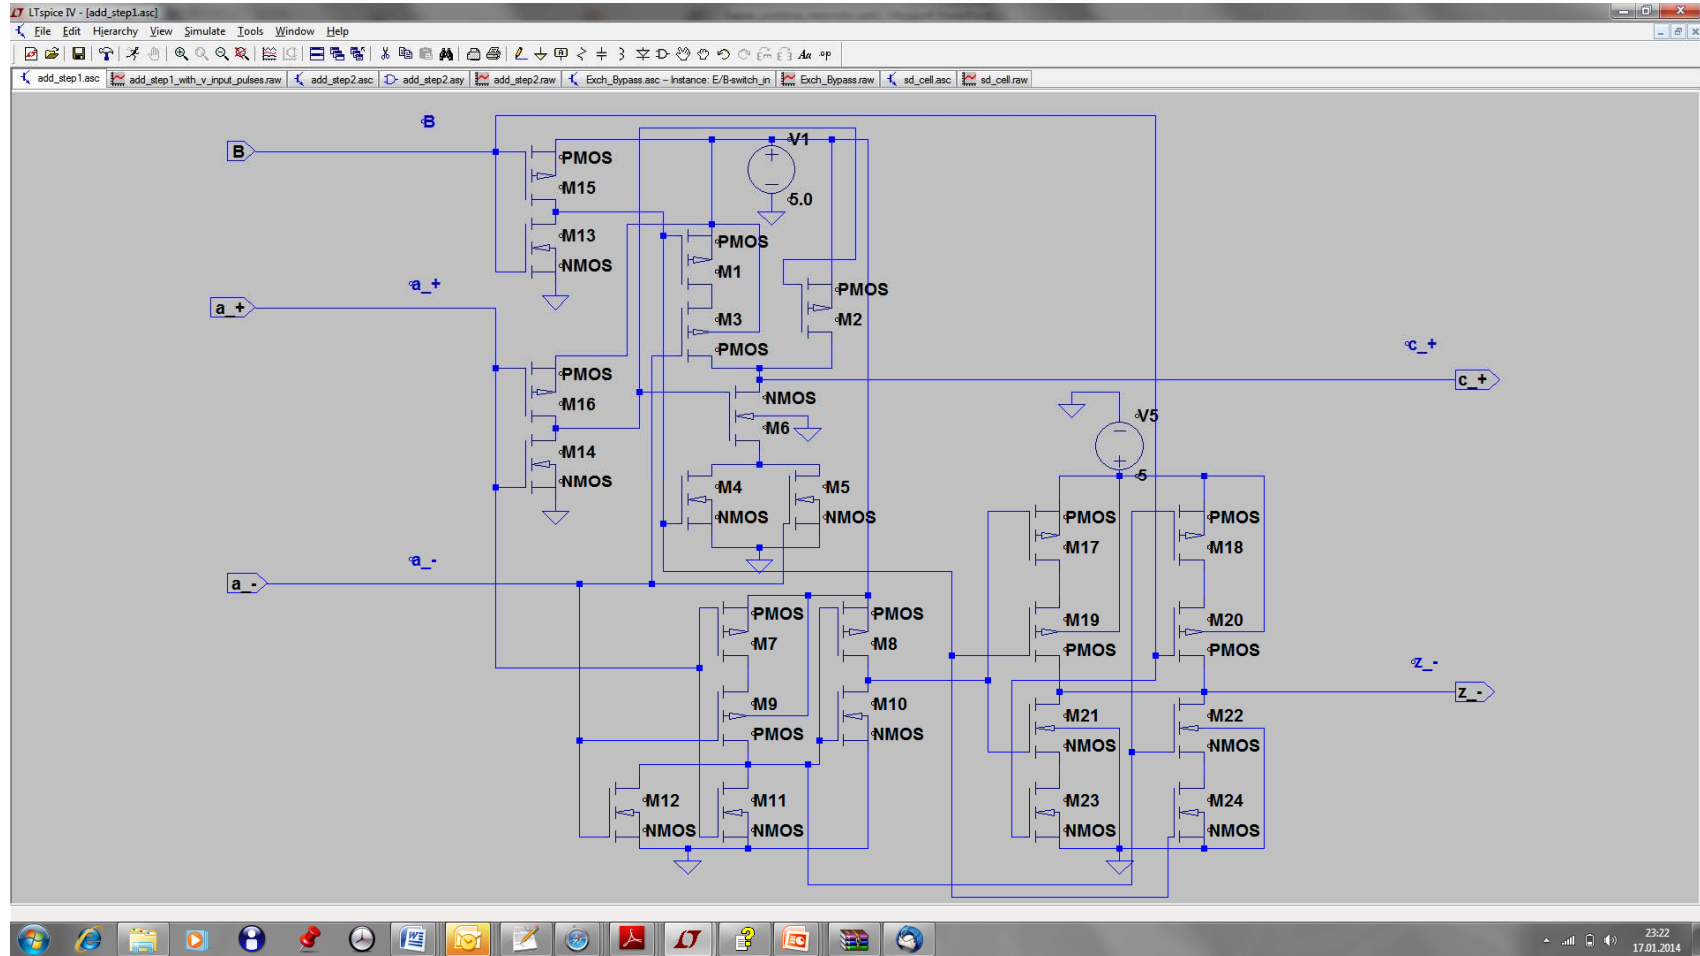 LTspice IV - [add_step1.asc]
File Edit Hierarchy View Simulate Tools Window Help
add_step1.asc add_step1_with_v_input_pulses.raw add_step2.asc add_step2.asy add_step2.raw Exch_Bypass.asc -- Instance: E/B-switch_in Exch_Bypass.raw sd_cell.asc sd_cell.raw
B
B
PMOS
M15
V1
5.0
M13
NMOS
PMOS
M1
a_+
a_+
M3
PMOS
PMOS
M2
c_+
c_+
PMOS
M16
NMOS
M6
V5
5
M14
NMOS
M4
NMOS
M5
NMOS
PMOS
M17
PMOS
M18
a_-
a_-
PMOS
M7
PMOS
M8
M19
PMOS
M20
PMOS
z_-
z_-
M9
PMOS
M10
NMOS
M21
NMOS
M22
NMOS
M12
NMOS
M11
NMOS
M23
NMOS
M24
NMOS
23:22
17.01.2014